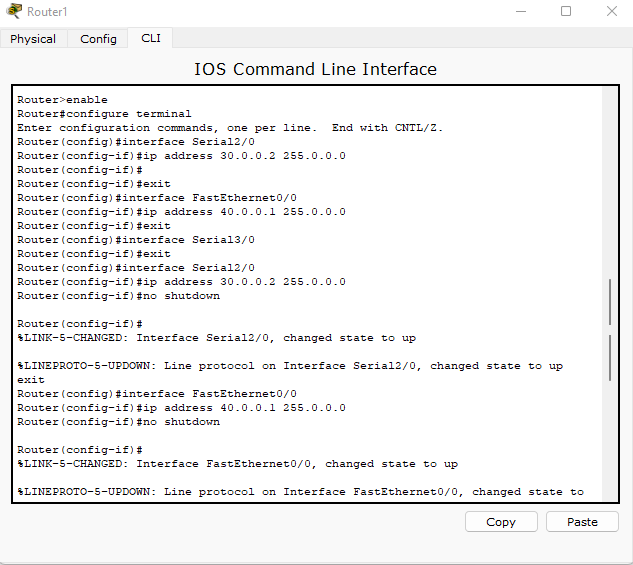 Router1
Physical Config CLI
IOS Command Line Interface
Router>enable
Router#configure terminal
Enter configuration commands, one per line.  End with CNTL/Z.
Router(config)#interface Serial2/0
Router(config-if)#ip address 30.0.0.2 255.0.0.0
Router(config-if)#
Router(config-if)#exit
Router(config)#interface FastEthernet0/0
Router(config-if)#ip address 40.0.0.1 255.0.0.0
Router(config-if)#exit
Router(config)#interface Serial3/0
Router(config-if)#exit
Router(config)#interface Serial2/0
Router(config-if)#ip address 30.0.0.2 255.0.0.0
Router(config-if)#no shutdown
Router(config-if)#
%LINK-5-CHANGED: Interface Serial2/0, changed state to up
%LINEPROTO-5-UPDOWN: Line protocol on Interface Serial2/0, changed state to up
exit
Router(config)#interface FastEthernet0/0
Router(config-if)#ip address 40.0.0.1 255.0.0.0
Router(config-if)#no shutdown
Router(config-if)#
%LINK-5-CHANGED: Interface FastEthernet0/0, changed state to up
%LINEPROTO-5-UPDOWN: Line protocol on Interface FastEthernet0/0, changed state to
Copy Paste